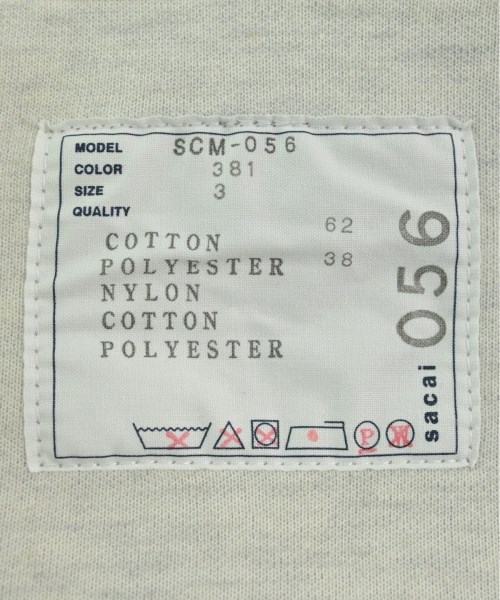 MODEL SCM-056
COLOR 381
SIZE 3
QUALITY
COTTON 62
POLYESTER 38
NYLON
COTTON
POLYESTER
P W
sacai 056